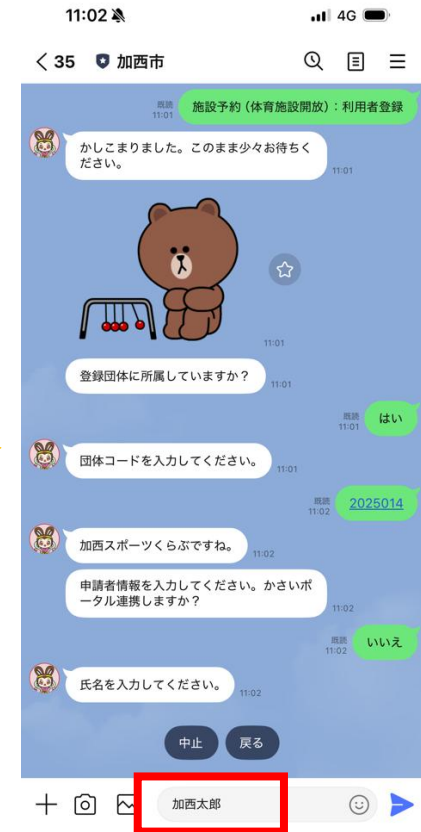 11:02
4G
35 加西市
既読
11:01
施設予約（体育施設開放）：利用者登録
かしこまりました。このまま少々お待ちく
ださい。
11:01
11:01
登録団体に所属していますか？
11:01
既読
11:01
はい
団体コードを入力してください。
11:01
既読
11:02
2025014
加西スポーツくらぶですね。
11:02
申請者情報を入力してください。かさいポ
ータル連携しますか？
11:02
既読
11:02
いいえ
氏名を入力してください。
11:02
中止 戻る
加西太郎